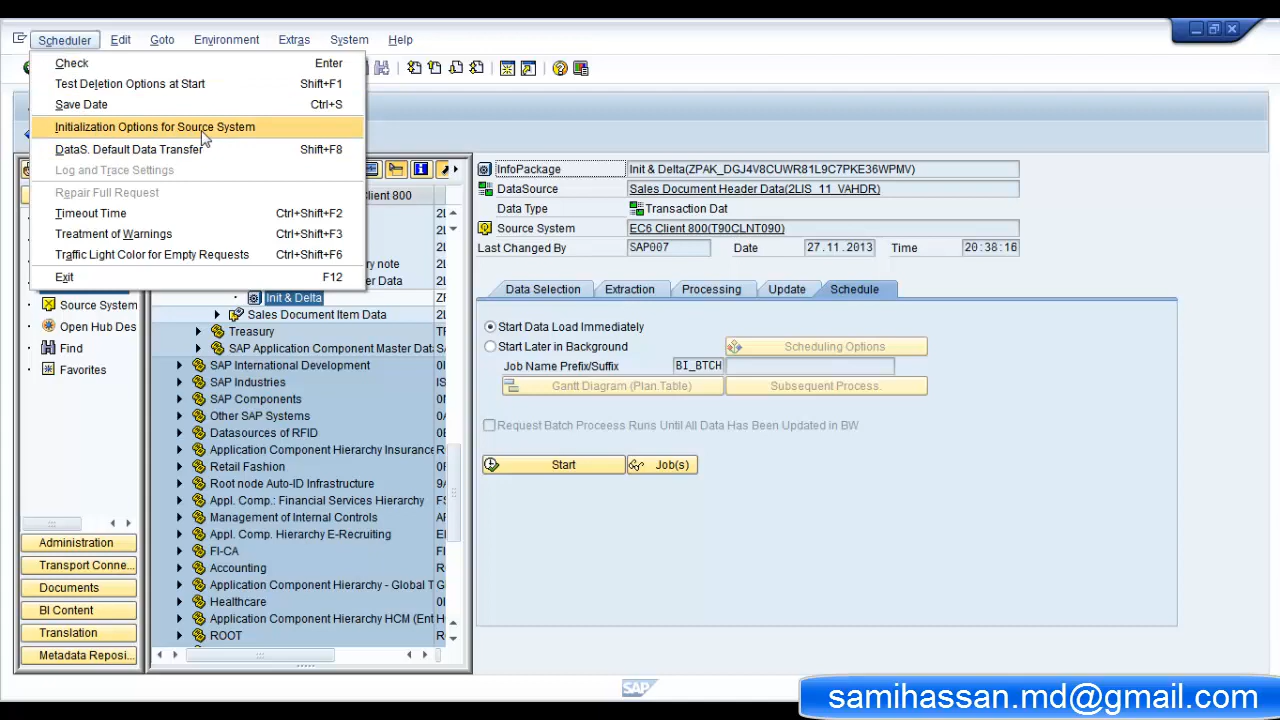 Scheduler Edit Goto Environment Extras System Help
Check Enter
Test Deletion Options at Start Shift+F1
Save Date Ctrl+S
Initialization Options for Source System
DataS. Default Data Transfer Shift+F8
Log and Trace Settings
Repair Full Request
Timeout Time Ctrl+Shift+F2
Treatment of Warnings Ctrl+Shift+F3
Traffic Light Color for Empty Requests Ctrl+Shift+F6
Exit F12
Source System
Open Hub Des
Find
Favorites
Administration
Transport Conne...
Documents
BI Content
Translation
Metadata Reposi...
Client 800
ry note
er Data
Init & Delta
Sales Document Item Data
Treasury
SAP Application Component Master Dat
SAP International Development
SAP Industries
SAP Components
Other SAP Systems
Datasources of RFID
Application Component Hierarchy Insurance
Retail Fashion
Root node Auto-ID Infrastructure
Appl. Comp.: Financial Services Hierarchy
Management of Internal Controls
Appl. Comp. Hierarchy E-Recruiting
FI-CA
Accounting
Application Component Hierarchy - Global T
Healthcare
Application Component Hierarchy HCM (Ent
ROOT
InfoPackage Init & Delta(ZPAK_DGJ4V8CUWR81L9C7PKE36WPMV)
DataSource Sales Document Header Data(2LIS_11_VAHDR)
Data Type Transaction Dat
Source System EC6 Client 800(T90CLNT090)
Last Changed By SAP007 Date 27.11.2013 Time 20:38:16
Data Selection Extraction Processing Update Schedule
Start Data Load Immediately
Start Later in Background Scheduling Options
Job Name Prefix/Suffix BI_BTCH
Gantt Diagram (Plan.Table) Subsequent Process.
Request Batch Proceess Runs Until All Data Has Been Updated in BW
Start Job(s)
SAP
samihassan.md@gmail.com